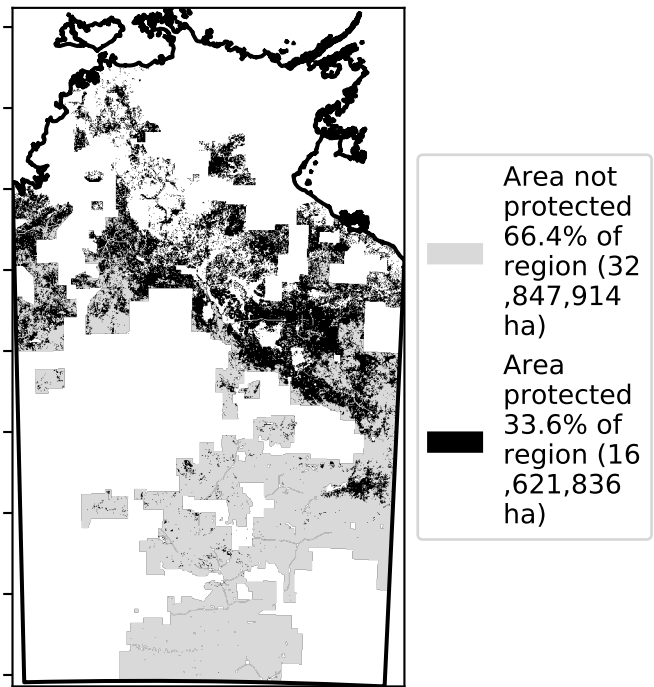 Area not
protected
66.4% of
region (32
,847,914
ha)
Area
protected
33.6% of
region (16
,621,836
ha)